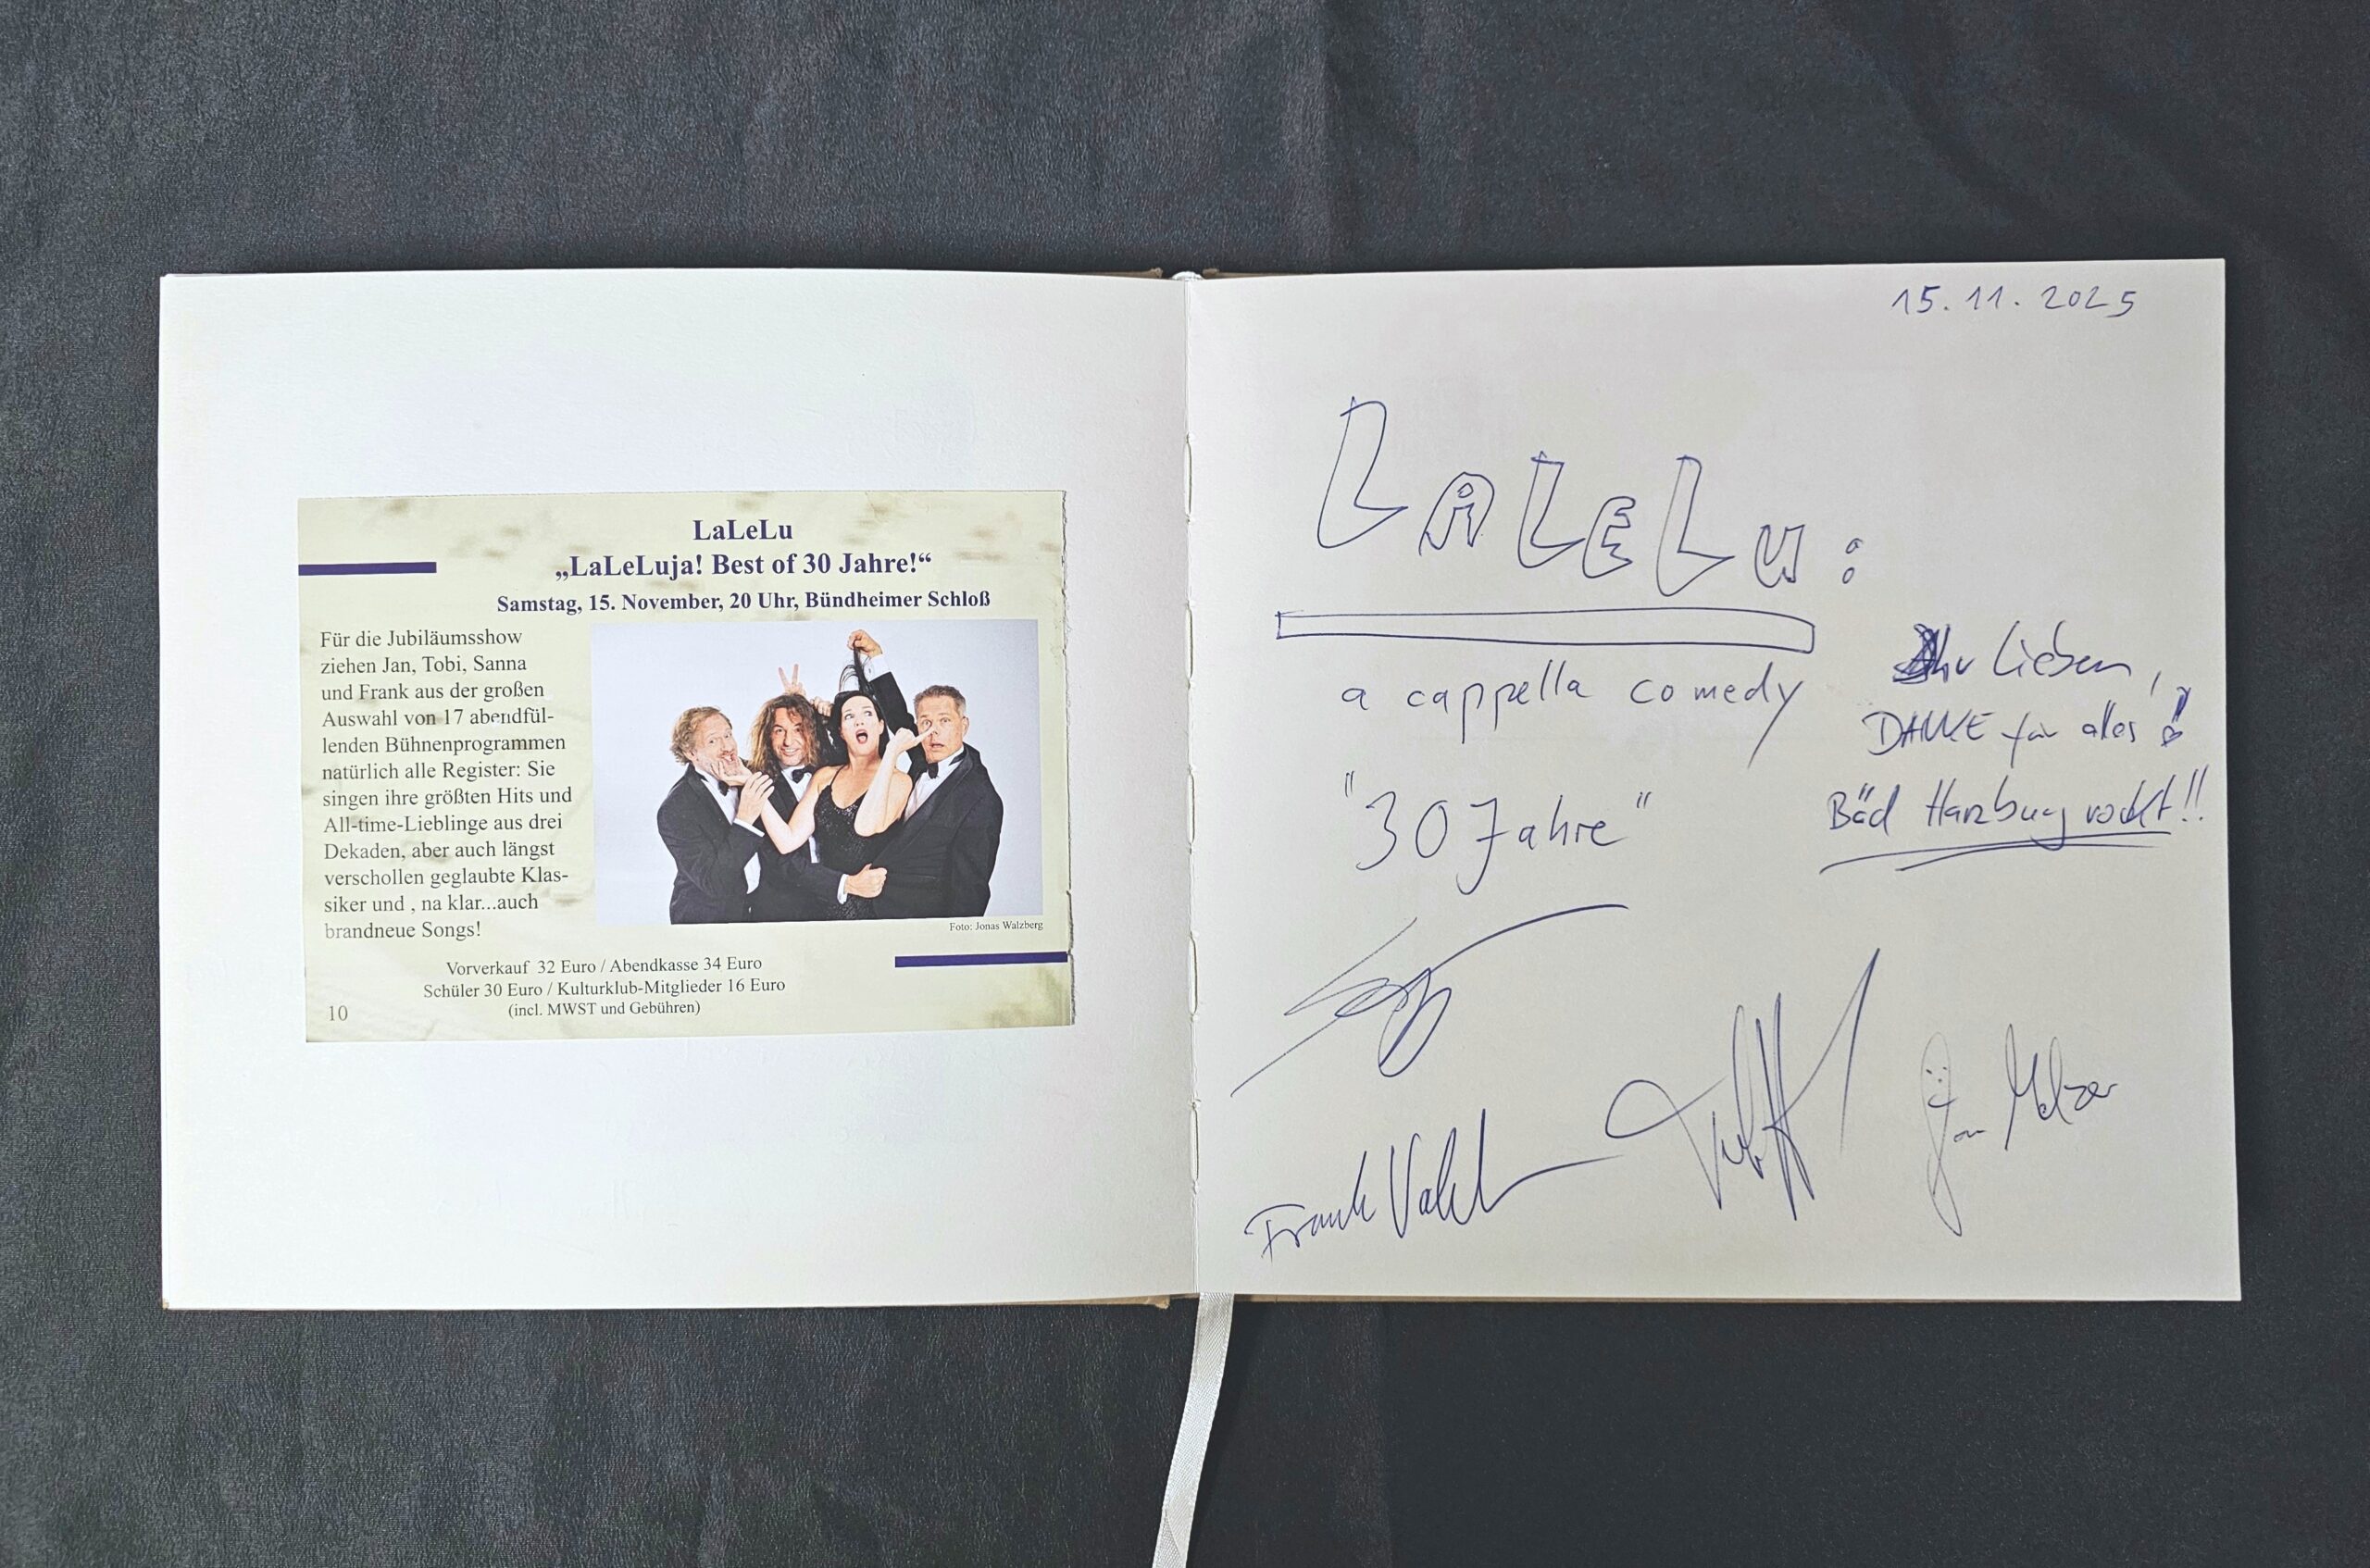 LaLeLu
„LaLeLuja! Best of 30 Jahre!“
Samstag, 15. November, 20 Uhr, Bündheimer Schloß
Für die Jubiläumsshow
ziehen Jan, Tobi, Sanna
und Frank aus der großen
Auswahl von 17 abendfül-
lenden Bühnenprogrammen
natürlich alle Register: Sie
singen ihre größten Hits und
All-time-Lieblinge aus drei
Dekaden, aber auch längst
verschollen geglaubte Klas-
siker und , na klar...auch
brandneue Songs!
Foto: Jonas Walzberg
Vorverkauf 32 Euro / Abendkasse 34 Euro
Schüler 30 Euro / Kulturklub-Mitglieder 16 Euro
(incl. MWST und Gebühren)
10
15.11.2025
LALELU:
a cappella comedy
"30 Jahre"
Ihr Lieben,
DANKE für alles!
Bad Harzburg rockt!!
Frank
Jan Melzer